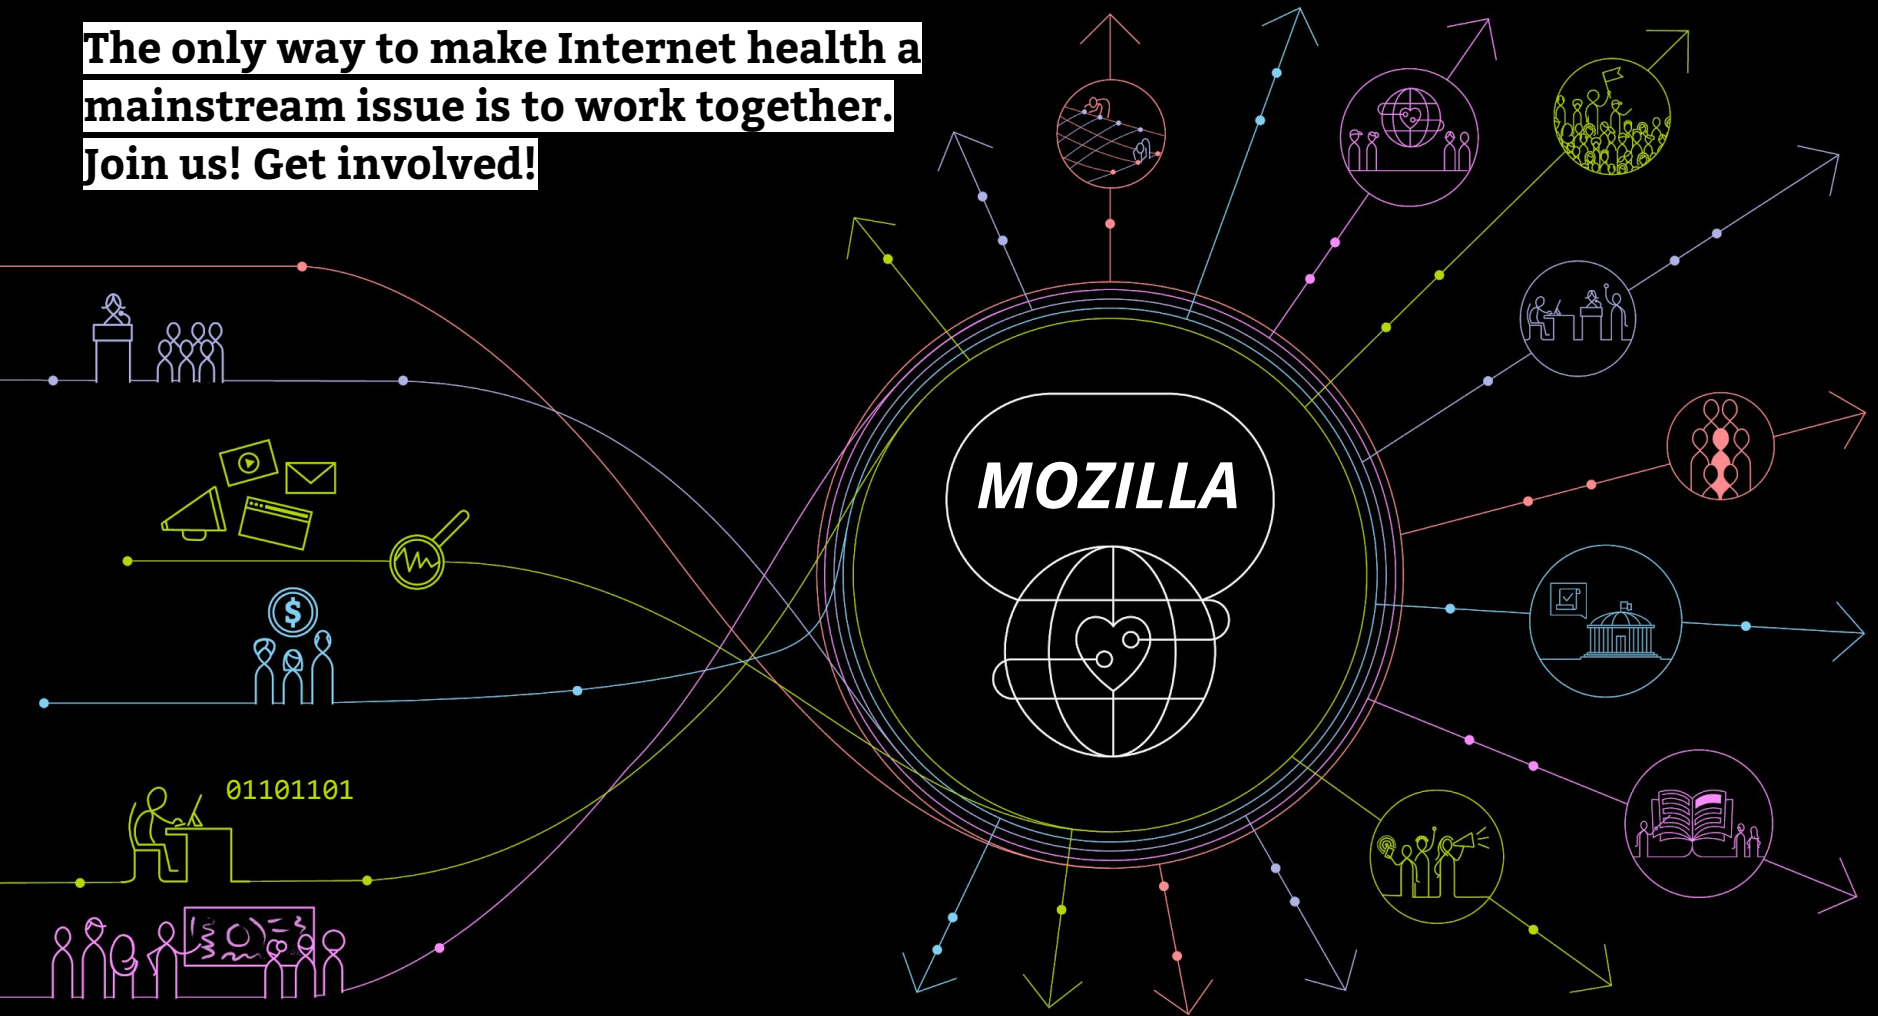 The only way to make Internet health a
mainstream issue is to work together.
Join us! Get involved!
MOZILLA
$
01101101